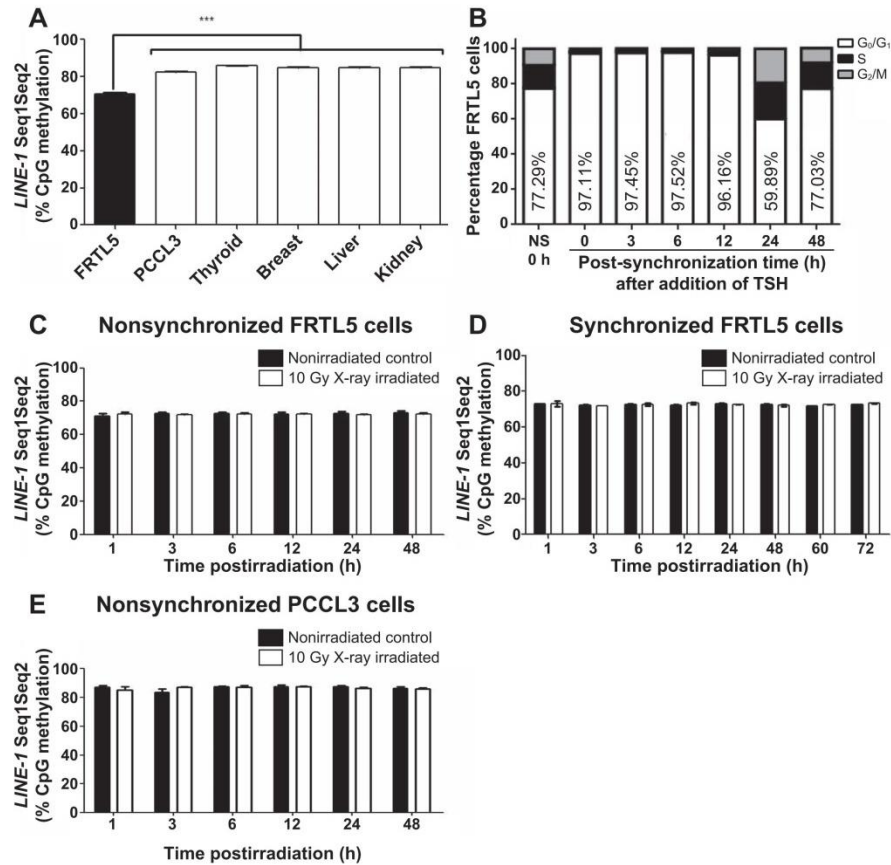 A
***
LINE-1 Seq1Seq2
(% CpG methylation)
100
80
60
40
20
0
FRTL5
PCCL3
Thyroid
Breast
Liver
Kidney
B
Percentage FRTL5 cells
100
80
60
40
20
0
77.29%
97.11%
97.45%
97.52%
96.16%
59.89%
77.03%
G₀/G₁
S
G₂/M
NS 0 3 6 12 24 48
0 h
Post-synchronization time (h)
after addition of TSH
C Nonsynchronized FRTL5 cells
Nonirradiated control
10 Gy X-ray irradiated
LINE-1 Seq1Seq2
(% CpG methylation)
100
80
60
40
20
0
1 3 6 12 24 48
Time postirradiation (h)
D Synchronized FRTL5 cells
Nonirradiated control
10 Gy X-ray irradiated
LINE-1 Seq1Seq2
(% CpG methylation)
100
80
60
40
20
0
1 3 6 12 24 48 60 72
Time postirradiation (h)
E Nonsynchronized PCCL3 cells
Nonirradiated control
10 Gy X-ray irradiated
LINE-1 Seq1Seq2
(% CpG methylation)
100
80
60
40
20
0
1 3 6 12 24 48
Time postirradiation (h)